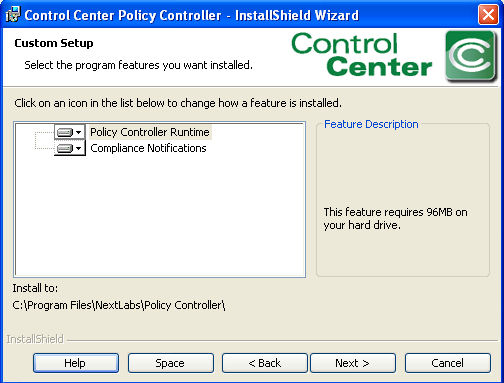 Control Center Policy Controller - InstallShield Wizard
Custom Setup
Select the program features you want installed.
Control
Center
C
Click on an icon in the list below to change how a feature is installed.
Policy Controller Runtime
Compliance Notifications
Feature Description
This feature requires 96MB on
your hard drive.
Install to:
C:\Program Files\NextLabs\Policy Controller\
InstallShield
Help
Space
< Back
Next >
Cancel